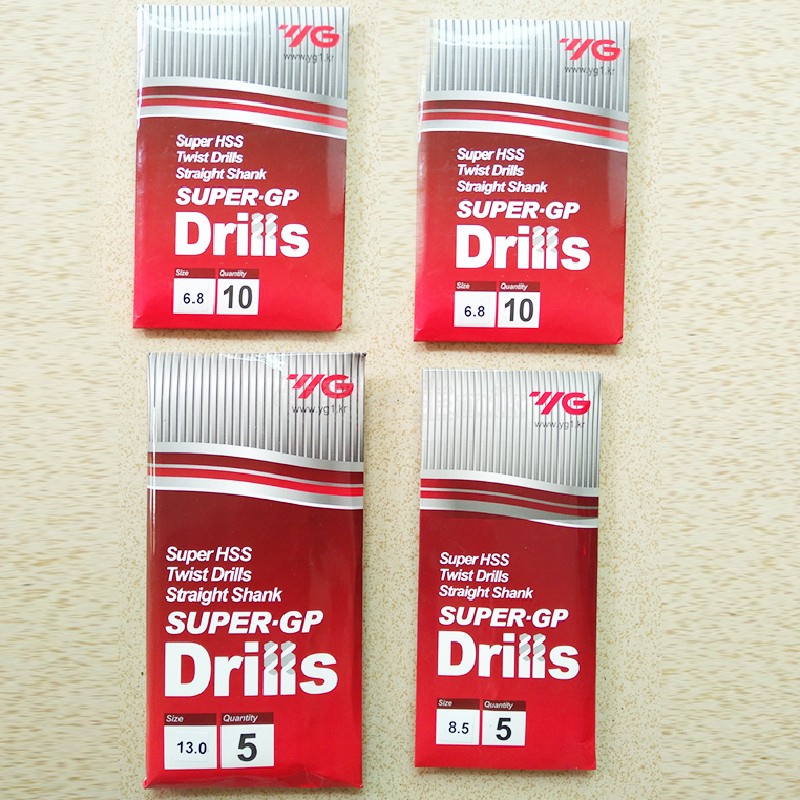 YG
www.yg1.kr
Super HSS
Twist Drills
Straight Shank
SUPER·GP
Drills
Size Quantity
6.8 10
YG
www.yg1.kr
Super HSS
Twist Drills
Straight Shank
SUPER·GP
Drills
Size Quantity
6.8 10
YG
www.yg1.kr
Super HSS
Twist Drills
Straight Shank
SUPER·GP
Drills
Size Quantity
13.0 5
YG
www.yg1.kr
Super HSS
Twist Drills
Straight Shank
SUPER·GP
Drills
Size Quantity
8.5 5